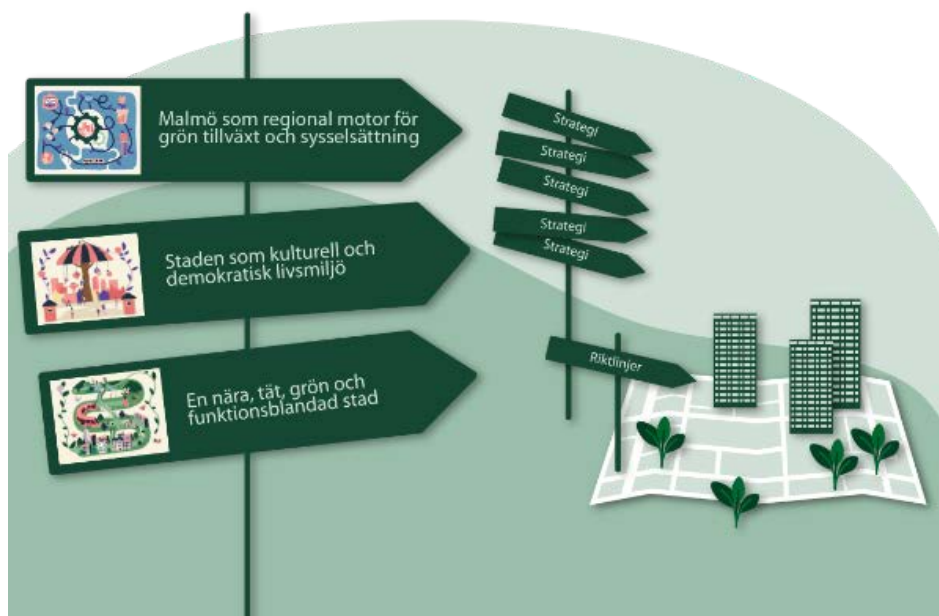 Malmö som regional motor för
grön tillväxt och sysselsättning
Staden som kulturell och
demokratisk livsmiljö
En nära, tät, grön och
funktionsblandad stad
Strategi
Strategi
Strategi
Strategi
Strategi
Riktlinjer